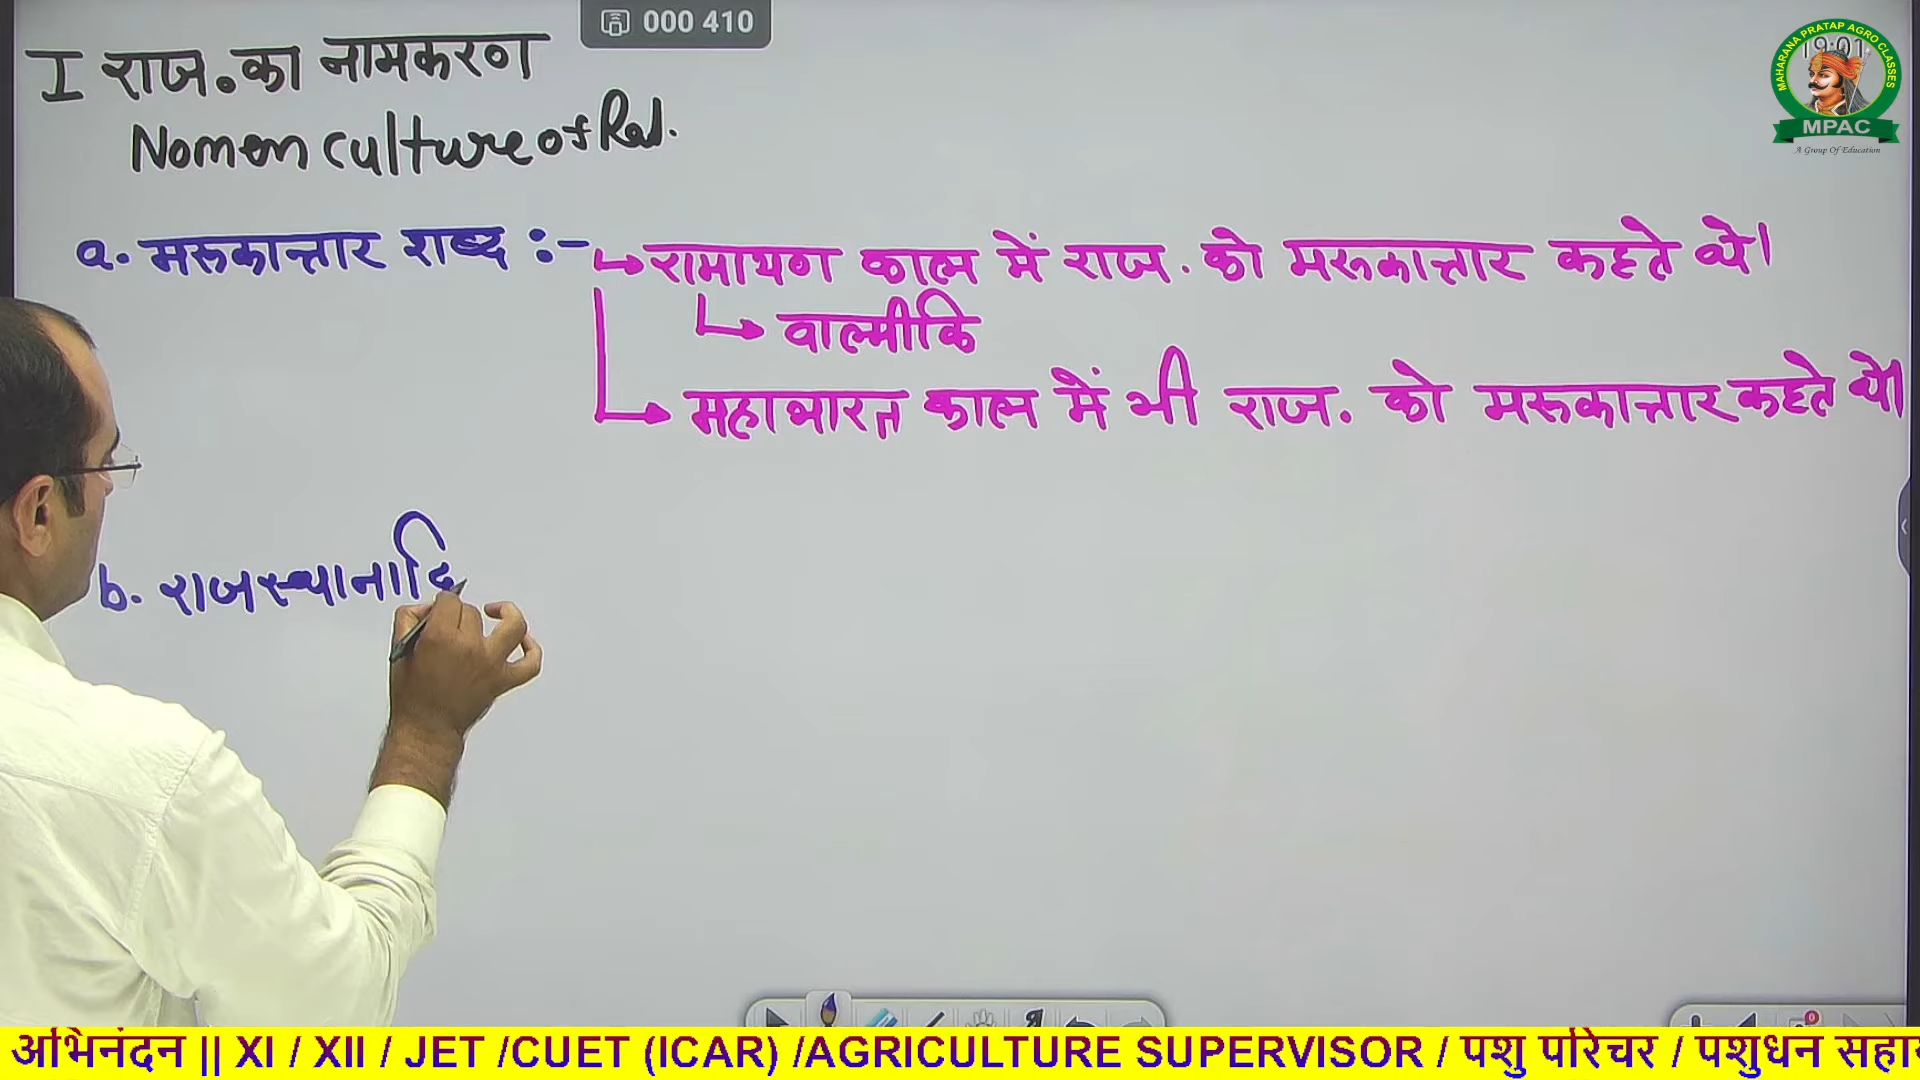 000 410
I राज. का नामकरण
Nomenculture of Raj.
a. मरुकान्तार शब्द :- → रामायण काल में राज. को मरुकान्तार कहते थे।
→ वाल्मीकि
→ महाभारत काल में भी राज. को मरुकान्तार कहते थे।
b. राजस्थानादि
MAHARANA PRATAP AGRO CLASSES
19:01
MPAC
A Group Of Education
अभिनंदन || XI / XII / JET /CUET (ICAR) /AGRICULTURE SUPERVISOR / पशु परिचर / पशुधन सहा